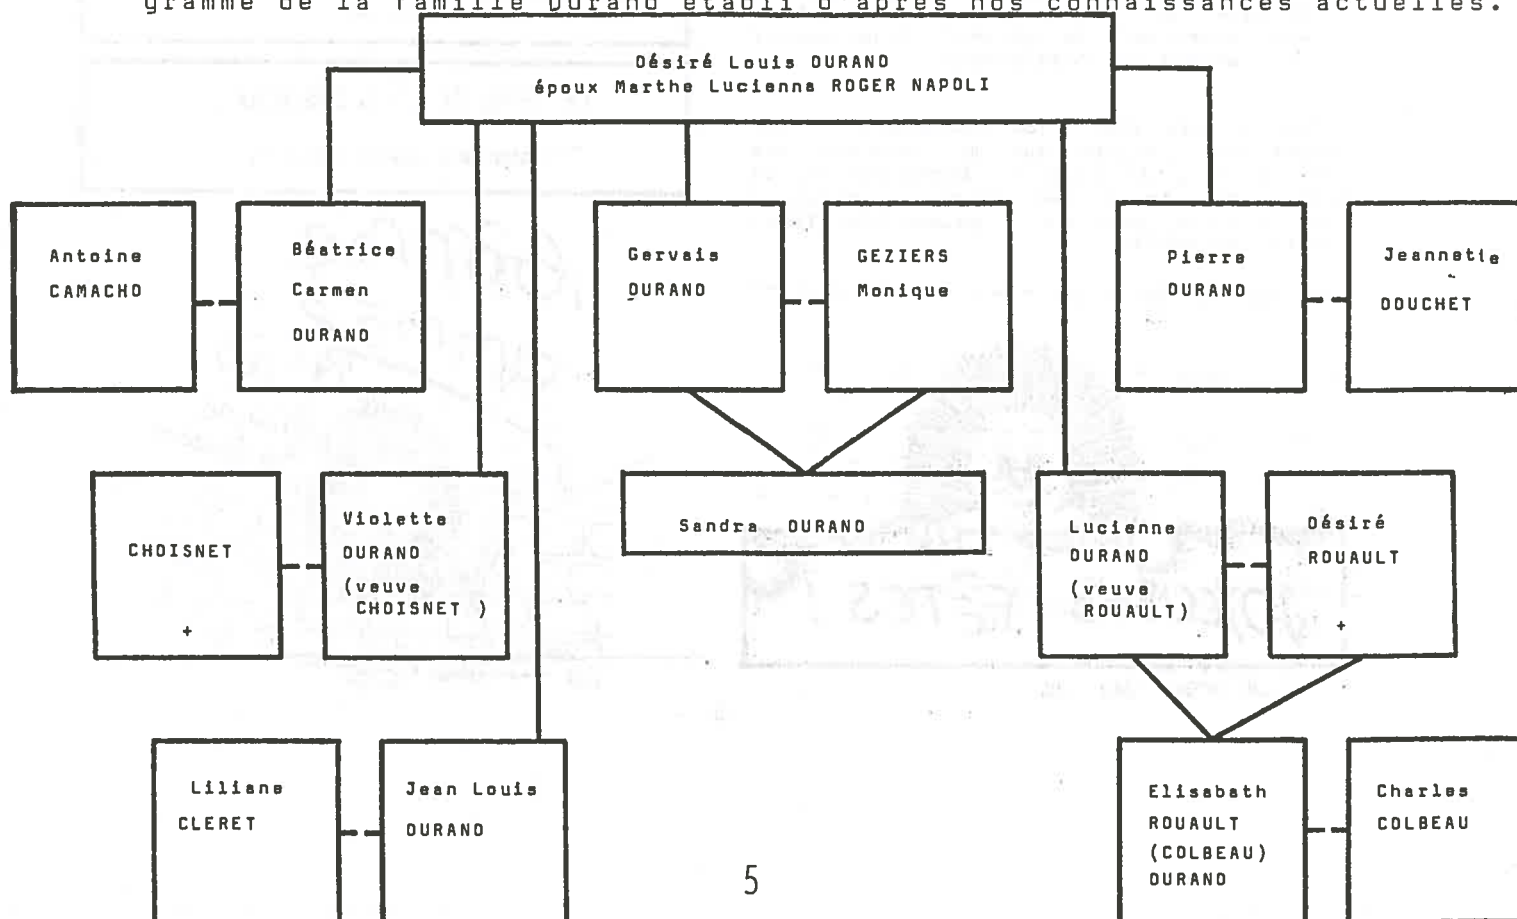 gramme de la famille Durand établi d'après nos connaissances actuelles.
Désiré Louis DURAND
époux Marthe Lucienne ROGER NAPOLI
Antoine
CAMACHO
Béatrice
Carmen
DURAND
Gervais
DURAND
GEZIERS
Monique
Pierre
DURAND
Jeannette
DOUCHET
CHOISNET
+
Violette
DURAND
(veuve
CHOISNET )
Sandra DURAND
Lucienne
DURAND
(veuve
ROUAULT)
Désiré
ROUAULT
+
Liliane
CLERET
Jean Louis
DURAND
Elisabath
ROUAULT
(COLBEAU)
DURAND
Charles
COLBEAU
5